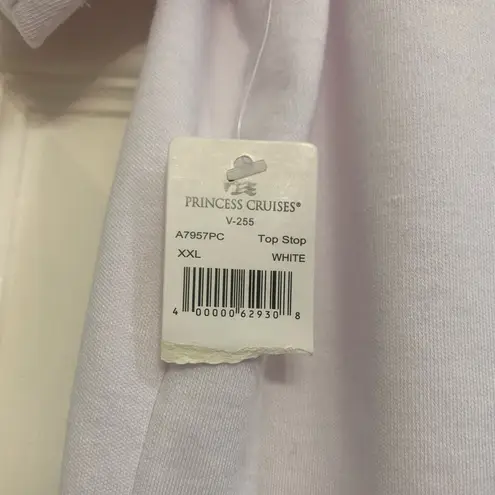 PRINCESS CRUISES®
V-255
A7957PC Top Stop
XXL WHITE
4 00000 62930 8